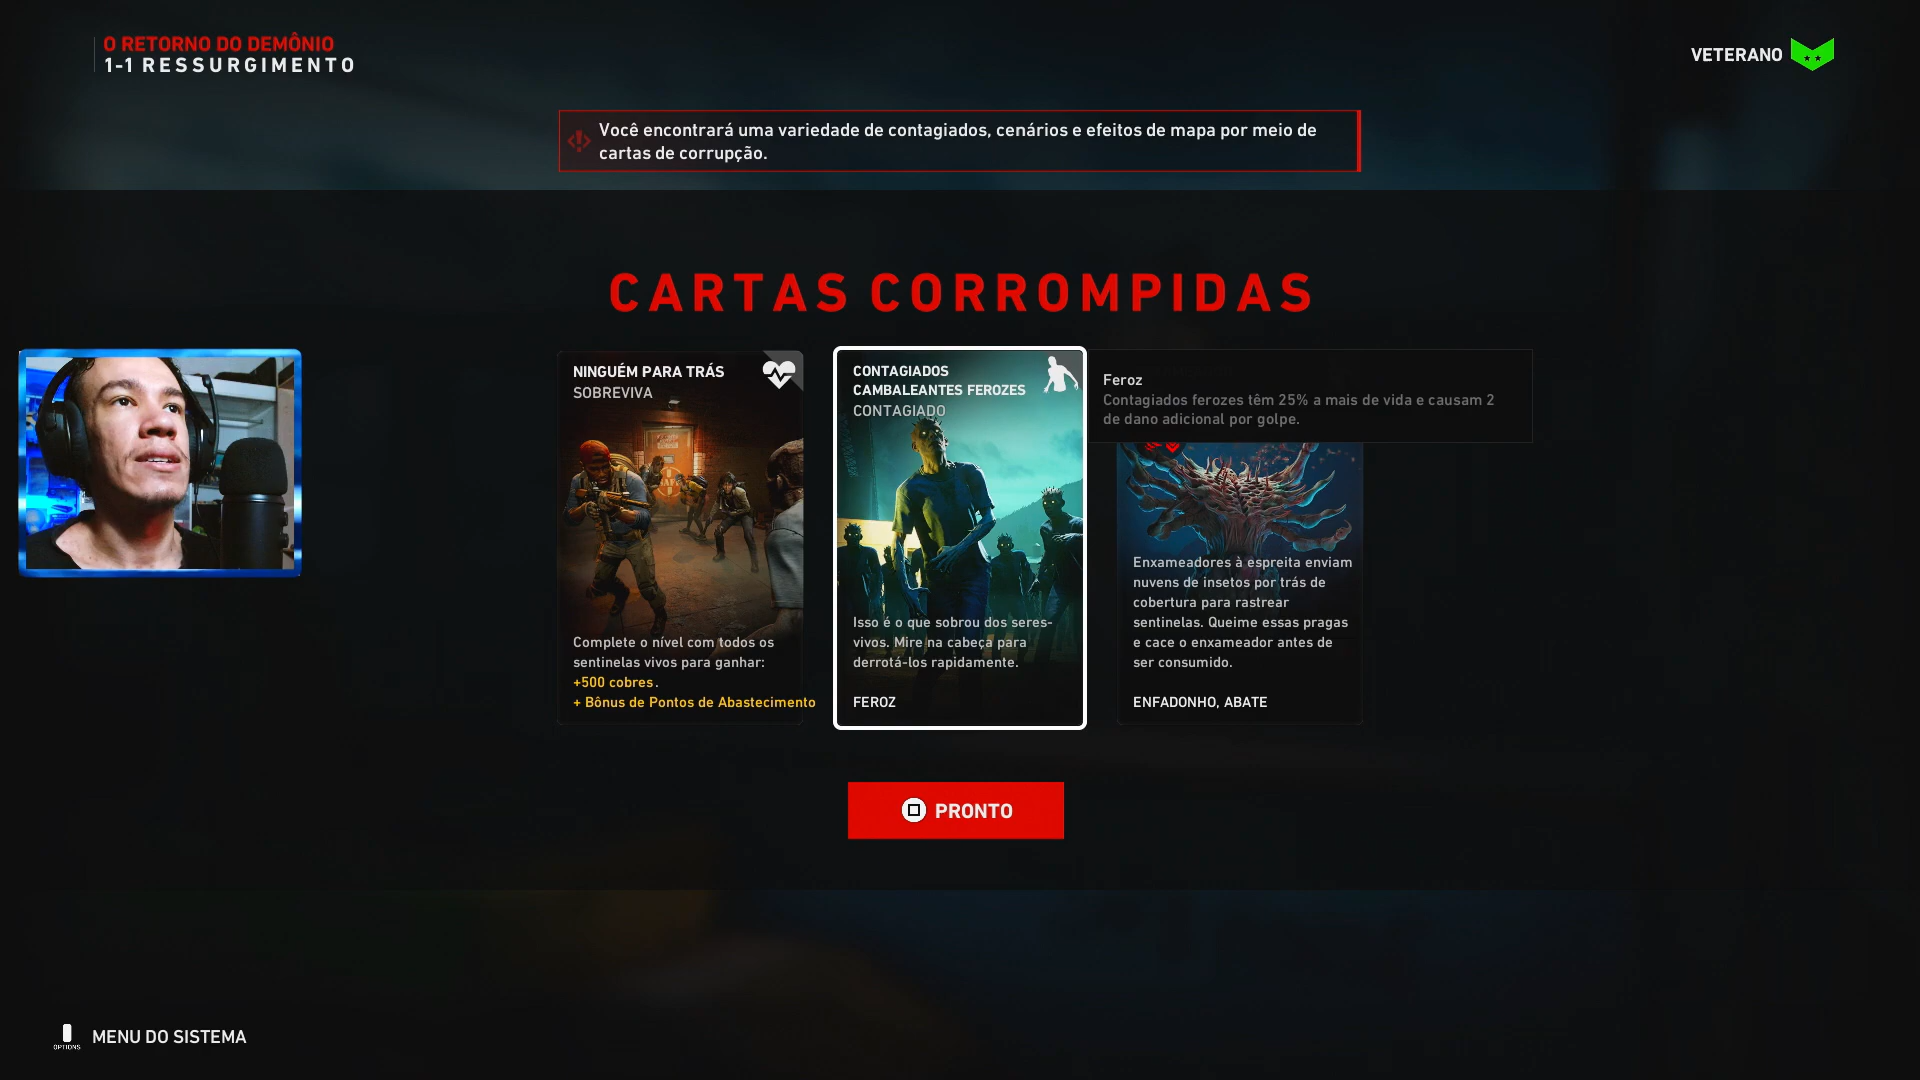 O RETORNO DO DEMÔNIO
1-1 RESSURGIMENTO
VETERANO
Você encontrará uma variedade de contagiados, cenários e efeitos de mapa por meio de
cartas de corrupção.
CARTAS CORROMPIDAS
NINGUÉM PARA TRÁS
SOBREVIVA
Complete o nível com todos os
sentinelas vivos para ganhar:
+500 cobres.
+ Bônus de Pontos de Abastecimento
CONTAGIADOS
CAMBALEANTES FEROZES
CONTAGIADO
Isso é o que sobrou dos seres-
vivos. Mire na cabeça para
derrotá-los rapidamente.
FEROZ
Feroz
Contagiados ferozes têm 25% a mais de vida e causam 2
de dano adicional por golpe.
Enxameadores à espreita enviam
nuvens de insetos por trás de
cobertura para rastrear
sentinelas. Queime essas pragas
e cace o enxameador antes de
ser consumido.
ENFADONHO, ABATE
PRONTO
OPTIONS
MENU DO SISTEMA